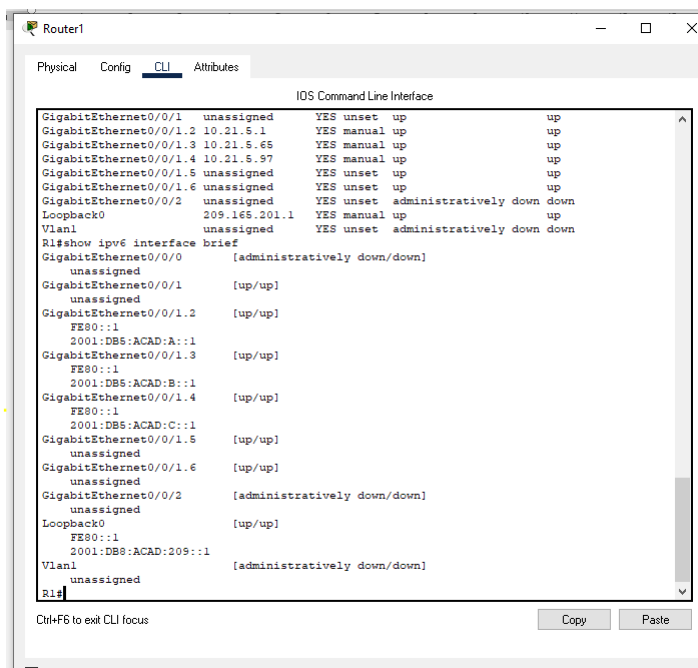 Router1
Physical Config CLI Attributes
IOS Command Line Interface
GigabitEthernet0/0/1 unassigned YES unset up up
GigabitEthernet0/0/1.2 10.21.5.1 YES manual up up
GigabitEthernet0/0/1.3 10.21.5.65 YES manual up up
GigabitEthernet0/0/1.4 10.21.5.97 YES manual up up
GigabitEthernet0/0/1.5 unassigned YES unset up up
GigabitEthernet0/0/1.6 unassigned YES unset up up
GigabitEthernet0/0/2 unassigned YES unset administratively down down
Loopback0 209.165.201.1 YES manual up up
Vlan1 unassigned YES unset administratively down down
R1#show ipv6 interface brief
GigabitEthernet0/0/0 [administratively down/down]
unassigned
GigabitEthernet0/0/1 [up/up]
unassigned
GigabitEthernet0/0/1.2 [up/up]
FE80::1
2001:DB5:ACAD:A::1
GigabitEthernet0/0/1.3 [up/up]
FE80::1
2001:DB5:ACAD:B::1
GigabitEthernet0/0/1.4 [up/up]
FE80::1
2001:DB5:ACAD:C::1
GigabitEthernet0/0/1.5 [up/up]
unassigned
GigabitEthernet0/0/1.6 [up/up]
unassigned
GigabitEthernet0/0/2 [administratively down/down]
unassigned
Loopback0 [up/up]
FE80::1
2001:DB8:ACAD:209::1
Vlan1 [administratively down/down]
unassigned
R1#
Ctrl+F6 to exit CLI focus
Copy Paste